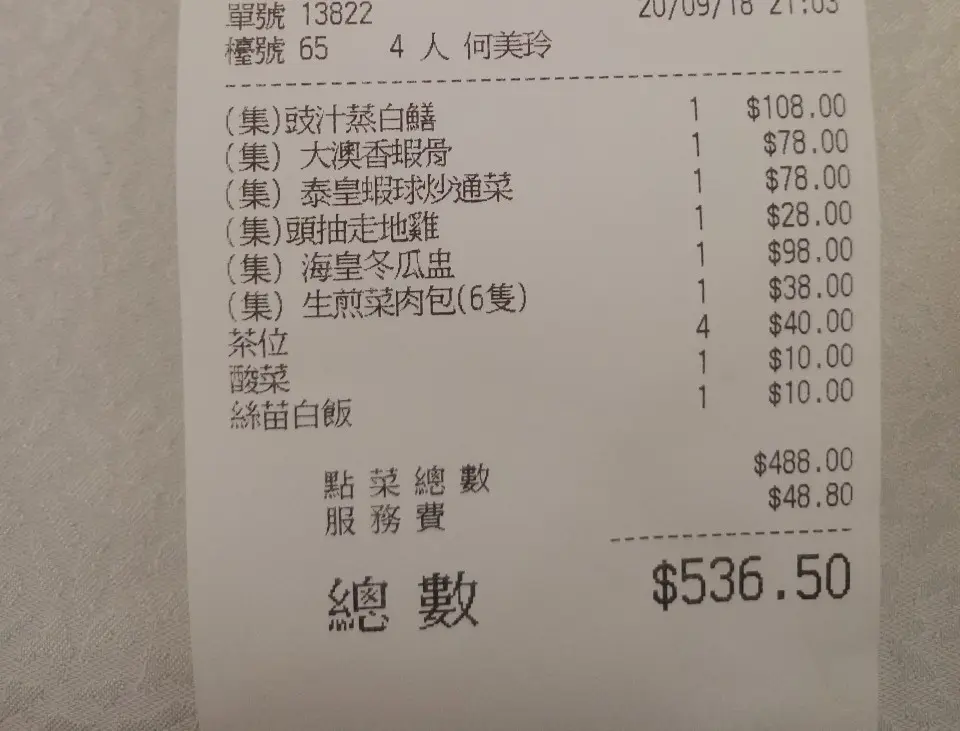 單號 13822 20/09/18 21:03
檯號 65 4 人 何美玲
(集)豉汁蒸白鱔 1 $108.00
(集) 大澳香蝦骨 1 $78.00
(集) 泰皇蝦球炒通菜 1 $78.00
(集)頭抽走地雞 1 $28.00
(集) 海皇冬瓜盅 1 $98.00
(集) 生煎菜肉包(6隻) 1 $38.00
茶位 4 $40.00
酸菜 1 $10.00
絲苗白飯 1 $10.00
點菜總數 $488.00
服務費 $48.80
總數 $536.50